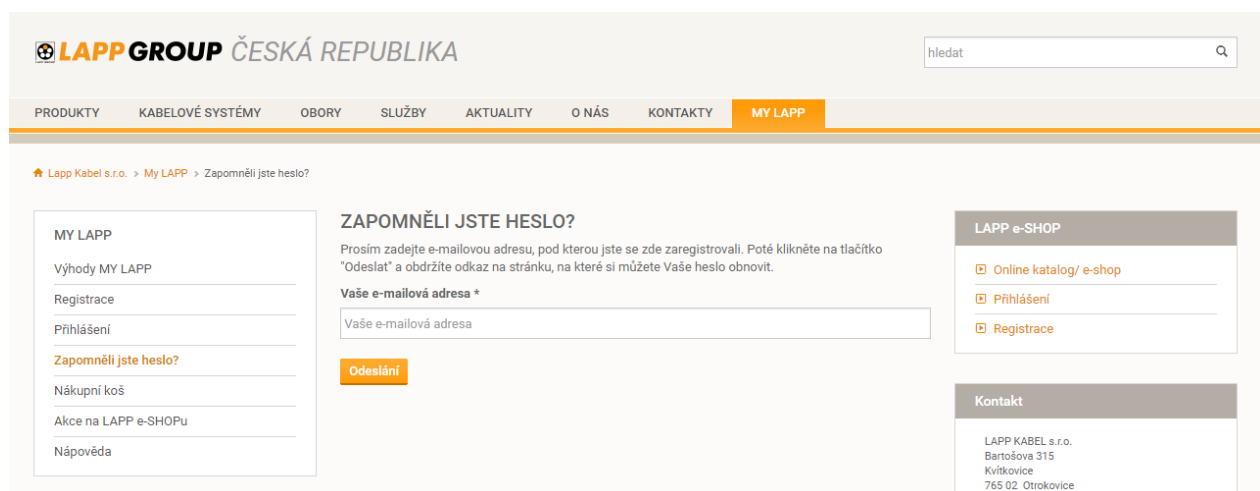 LAPP GROUP ČESKÁ REPUBLIKA
hledat
PRODUKTY KABELOVÉ SYSTÉMY OBORY SLUŽBY AKTUALITY O NÁS KONTAKTY MY LAPP
Lapp Kabel s.r.o. > My LAPP > Zapomněli jste heslo?
MY LAPP
Výhody MY LAPP
Registrace
Přihlášení
Zapomněli jste heslo?
Nákupní koš
Akce na LAPP e-SHOPu
Nápověda
ZAPOMNĚLI JSTE HESLO?
Prosím zadejte e-mailovou adresu, pod kterou jste se zde zaregistrovali. Poté klikněte na tlačítko
"Odeslat" a obdržíte odkaz na stránku, na které si můžete Vaše heslo obnovit.
Vaše e-mailová adresa *
Vaše e-mailová adresa
Odeslání
LAPP e-SHOP
Online katalog/ e-shop
Přihlášení
Registrace
Kontakt
LAPP KABEL s.r.o.
Bartošova 315
Kvítkovice
765 02 Otrokovice